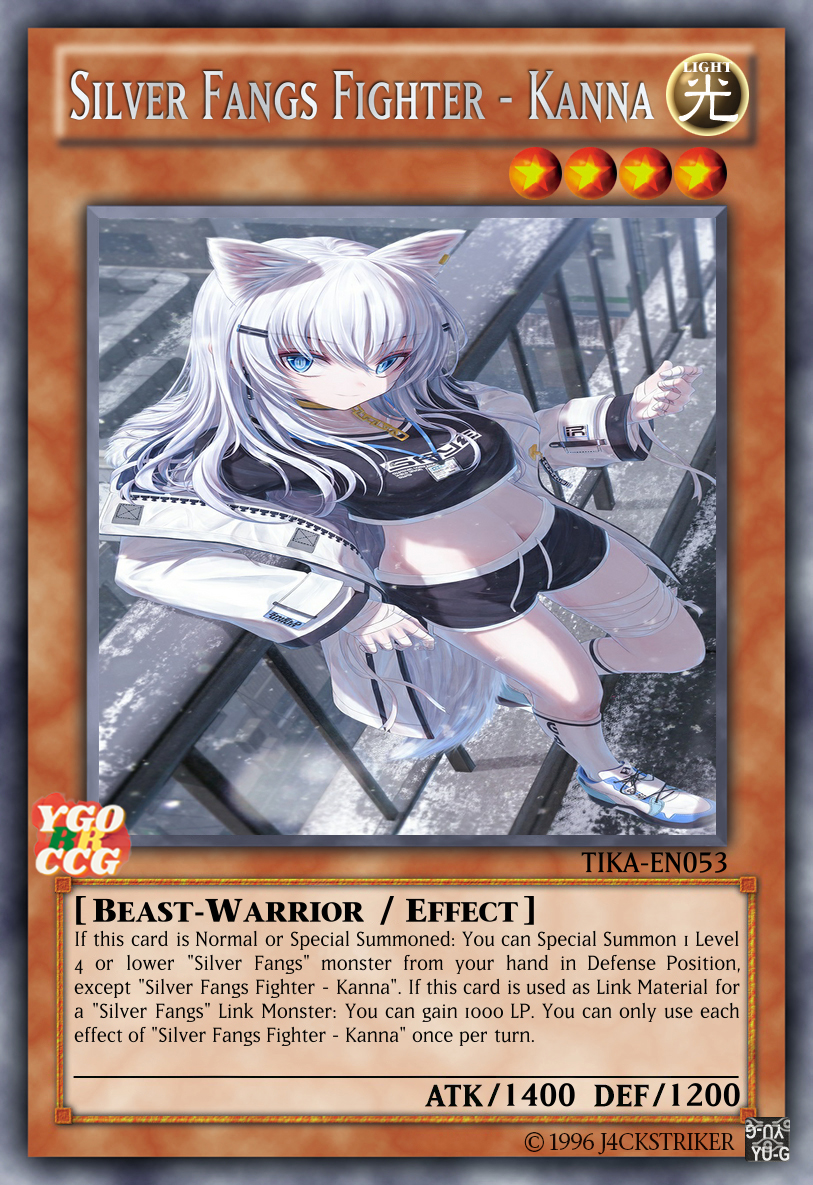 SILVER FANGS FIGHTER - KANNA
LIGHT
光
YGO
RR
CCG
TIKA-EN053
[ BEAST-WARRIOR / EFFECT ]
If this card is Normal or Special Summoned: You can Special Summon 1 Level
4 or lower "Silver Fangs" monster from your hand in Defense Position,
except "Silver Fangs Fighter - Kanna". If this card is used as Link Material for
a "Silver Fangs" Link Monster: You can gain 1000 LP. You can only use each
effect of "Silver Fangs Fighter - Kanna" once per turn.
ATK/1400 DEF/1200
© 1996 J4CKSTRIKER
YU-G